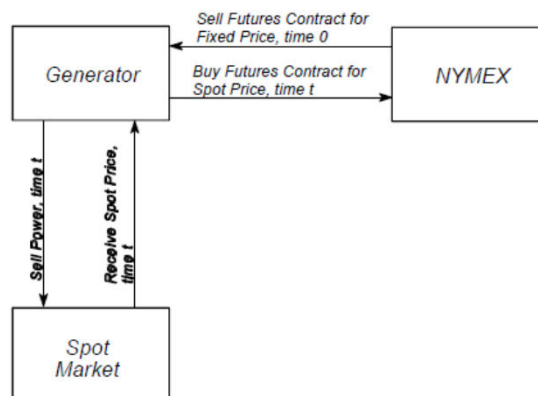 Sell Futures Contract for
Fixed Price, time 0
Generator
NYMEX
Buy Futures Contract for
Spot Price, time t
Sell Power, time t
Receive Spot Price,
time t
Spot
Market